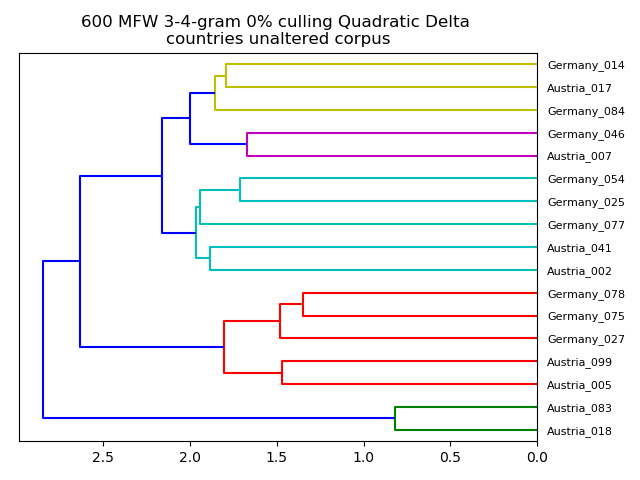 600 MFW 3-4-gram 0% culling Quadratic Delta
countries unaltered corpus
Germany_014
Austria_017
Germany_084
Germany_046
Austria_007
Germany_054
Germany_025
Germany_077
Austria_041
Austria_002
Germany_078
Germany_075
Germany_027
Austria_099
Austria_005
Austria_083
Austria_018
2.5 2.0 1.5 1.0 0.5 0.0